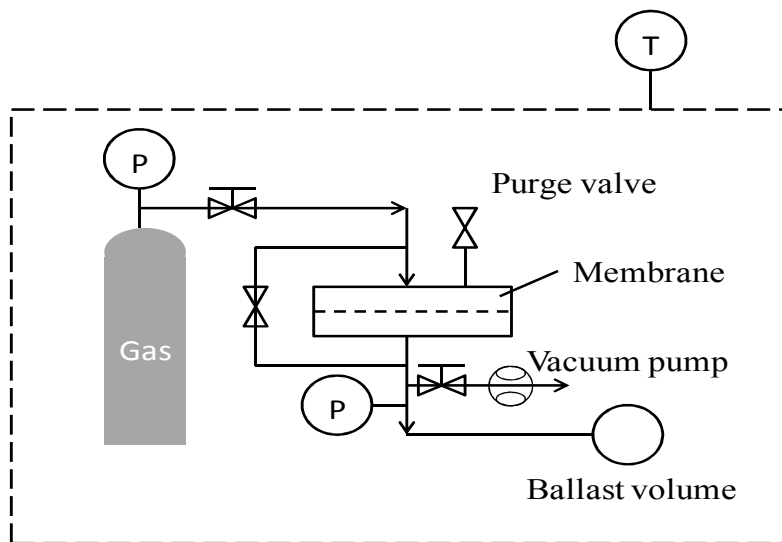 T
P
Purge valve
Membrane
Gas
Vacuum pump
P
Ballast volume